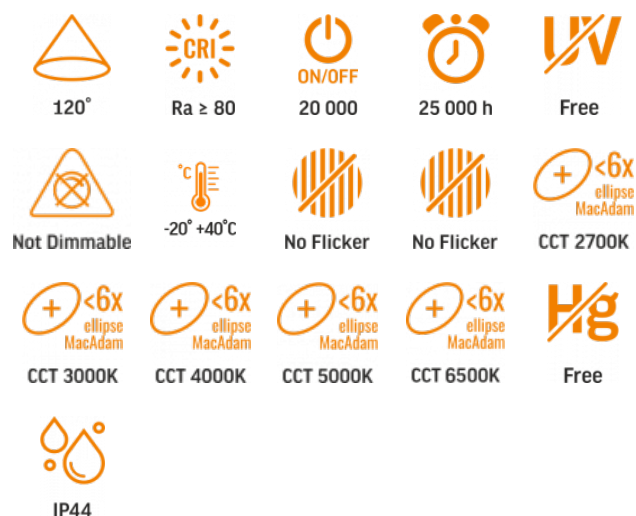 CRI
ON/OFF
UV
120°
Ra ≥ 80
20 000
25 000 h
Free
°C
<6x
ellipse
MacAdam
Not Dimmable
-20° +40°C
No Flicker
No Flicker
CCT 2700K
<6x
ellipse
MacAdam
<6x
ellipse
MacAdam
<6x
ellipse
MacAdam
<6x
ellipse
MacAdam
Hg
CCT 3000K
CCT 4000K
CCT 5000K
CCT 6500K
Free
IP44